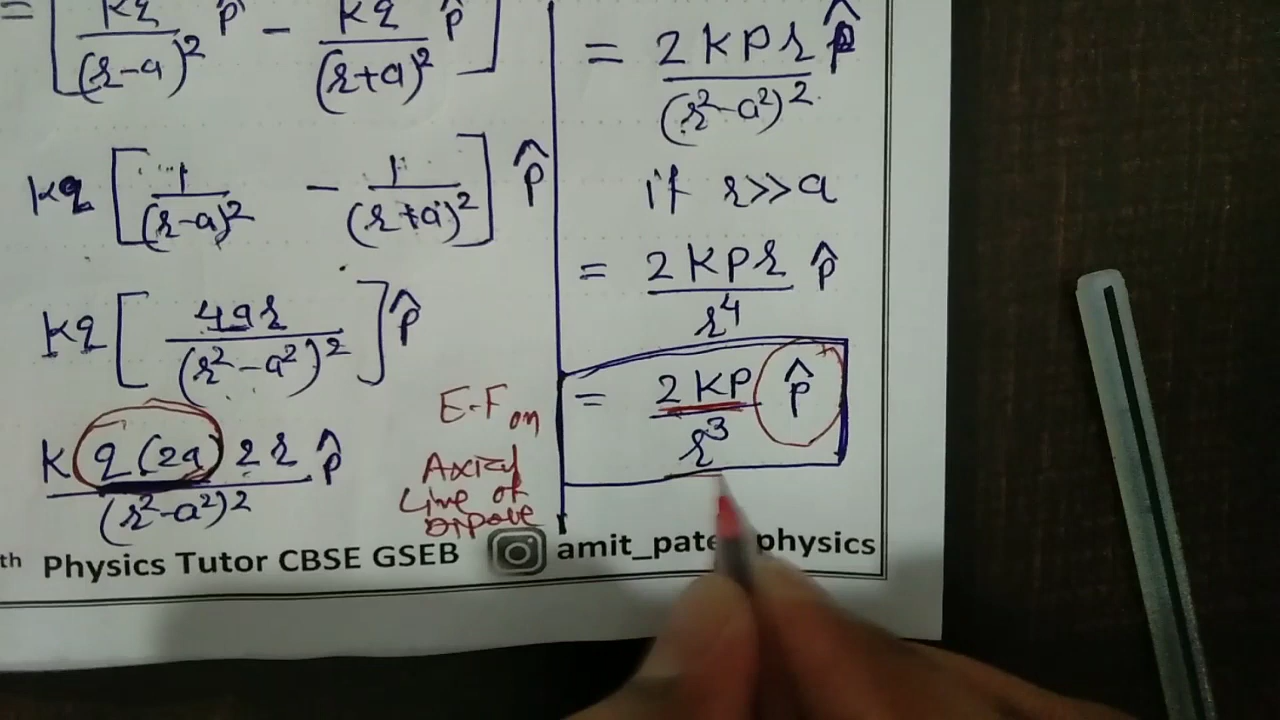 = [ kq/(r-a)² p̂ - kq/(r+a)² p̂ ]
kq [ 1/(r-a)² - 1/(r+a)² ] p̂
kq [ 4ar/(r²-a²)² ] p̂
k q(2a) 2r p̂ / (r²-a²)²
E.F on
Axial
Line of
Dipole
= 2kpr p̂ / (r²-a²)²
if r>>a
= 2kpr/r⁴ p̂
= 2kp/r³ p̂
th Physics Tutor CBSE GSEB
amit_pate physics